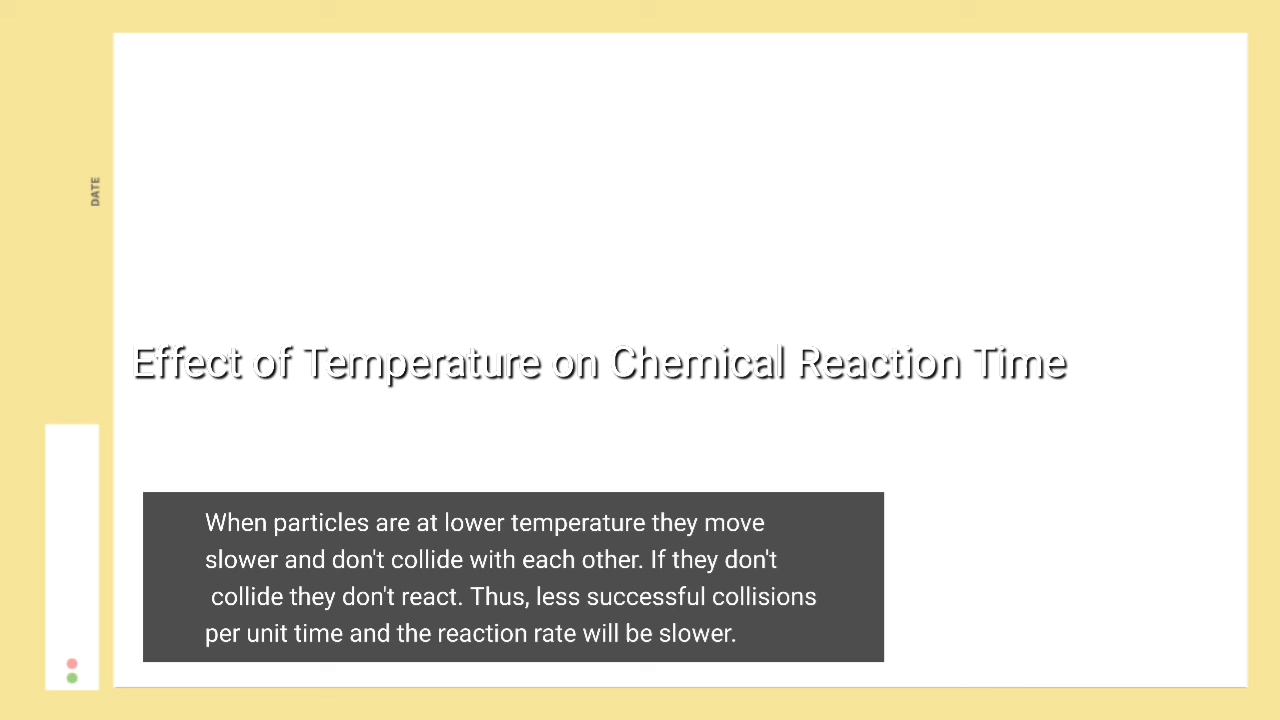 DATE
Effect of Temperature on Chemical Reaction Time
When particles are at lower temperature they move
slower and don't collide with each other. If they don't
collide they don't react. Thus, less successful collisions
per unit time and the reaction rate will be slower.